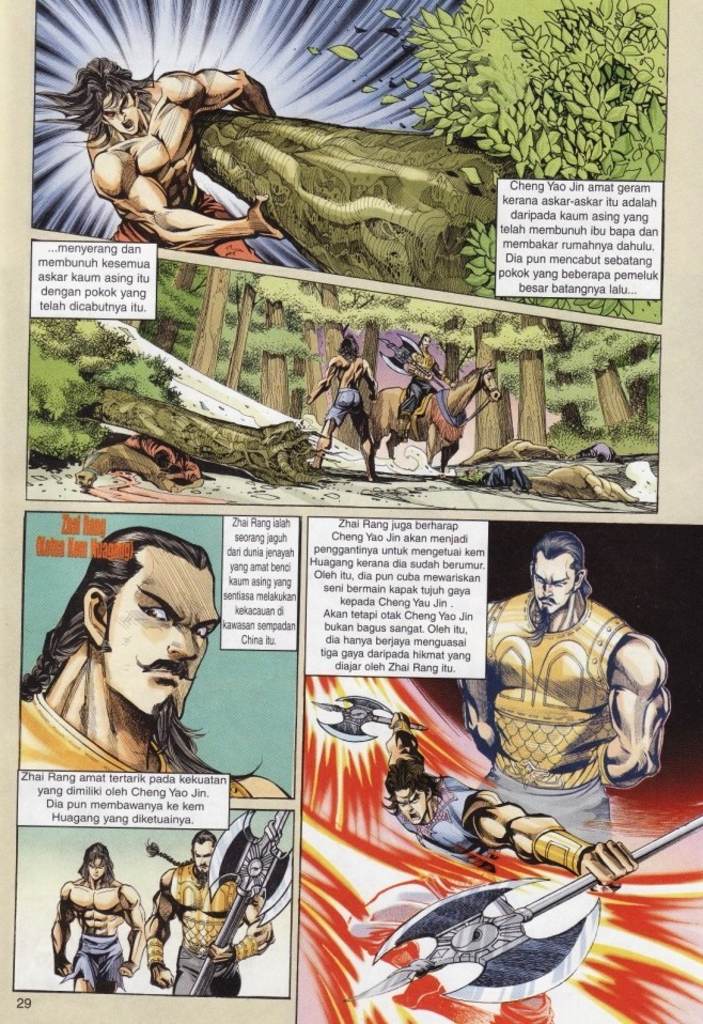 Cheng Yao Jin amat geram
kerana askar-askar itu adalah
daripada kaum asing yang
telah membunuh ibu bapa dan
membakar rumahnya dahulu.
Dia pun mencabut sebatang
pokok yang beberapa pemeluk
besar batangnya lalu...
...menyerang dan
membunuh kesemua
askar kaum asing itu
dengan pokok yang
telah dicabutnya itu.
Zhai Rang
(Ketua Kem Huagang)
Zhai Rang ialah
seorang jaguh
dari dunia jenayah
yang amat benci
kaum asing yang
sentiasa melakukan
kekacauan di
kawasan sempadan
China itu.
Zhai Rang amat tertarik pada kekuatan
yang dimiliki oleh Cheng Yao Jin.
Dia pun membawanya ke kem
Huagang yang diketuainya.
Zhai Rang juga berharap
Cheng Yao Jin akan menjadi
penggantinya untuk mengetuai kem
Huagang kerana dia sudah berumur.
Oleh itu, dia pun cuba mewariskan
seni bermain kapak tujuh gaya
kepada Cheng Yau Jin .
Akan tetapi otak Cheng Yao Jin
bukan bagus sangat. Oleh itu,
dia hanya berjaya menguasai
tiga gaya daripada hikmat yang
diajar oleh Zhai Rang itu.
29